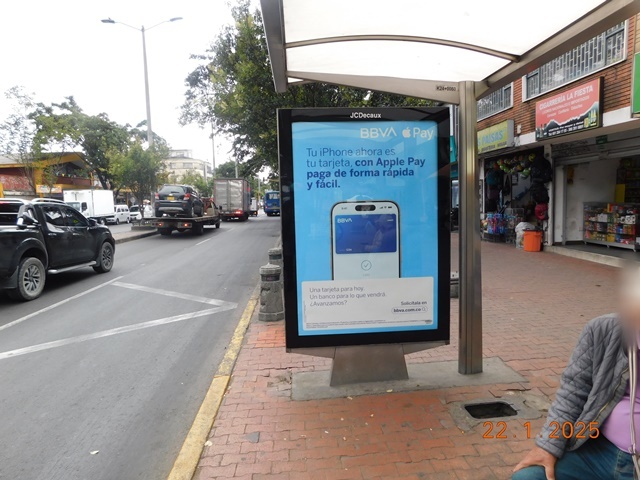 JCDecaux
BBVA Pay
Tu iPhone ahora es
tu tarjeta, con Apple Pay
paga de forma rápida
y fácil.
BBVA
Una tarjeta para hoy.
Un banco para lo que vendrá.
¿Avanzamos?
Solicítala en
bbva.com.co
CIGARRERIA LA FIESTA
22.1.2025